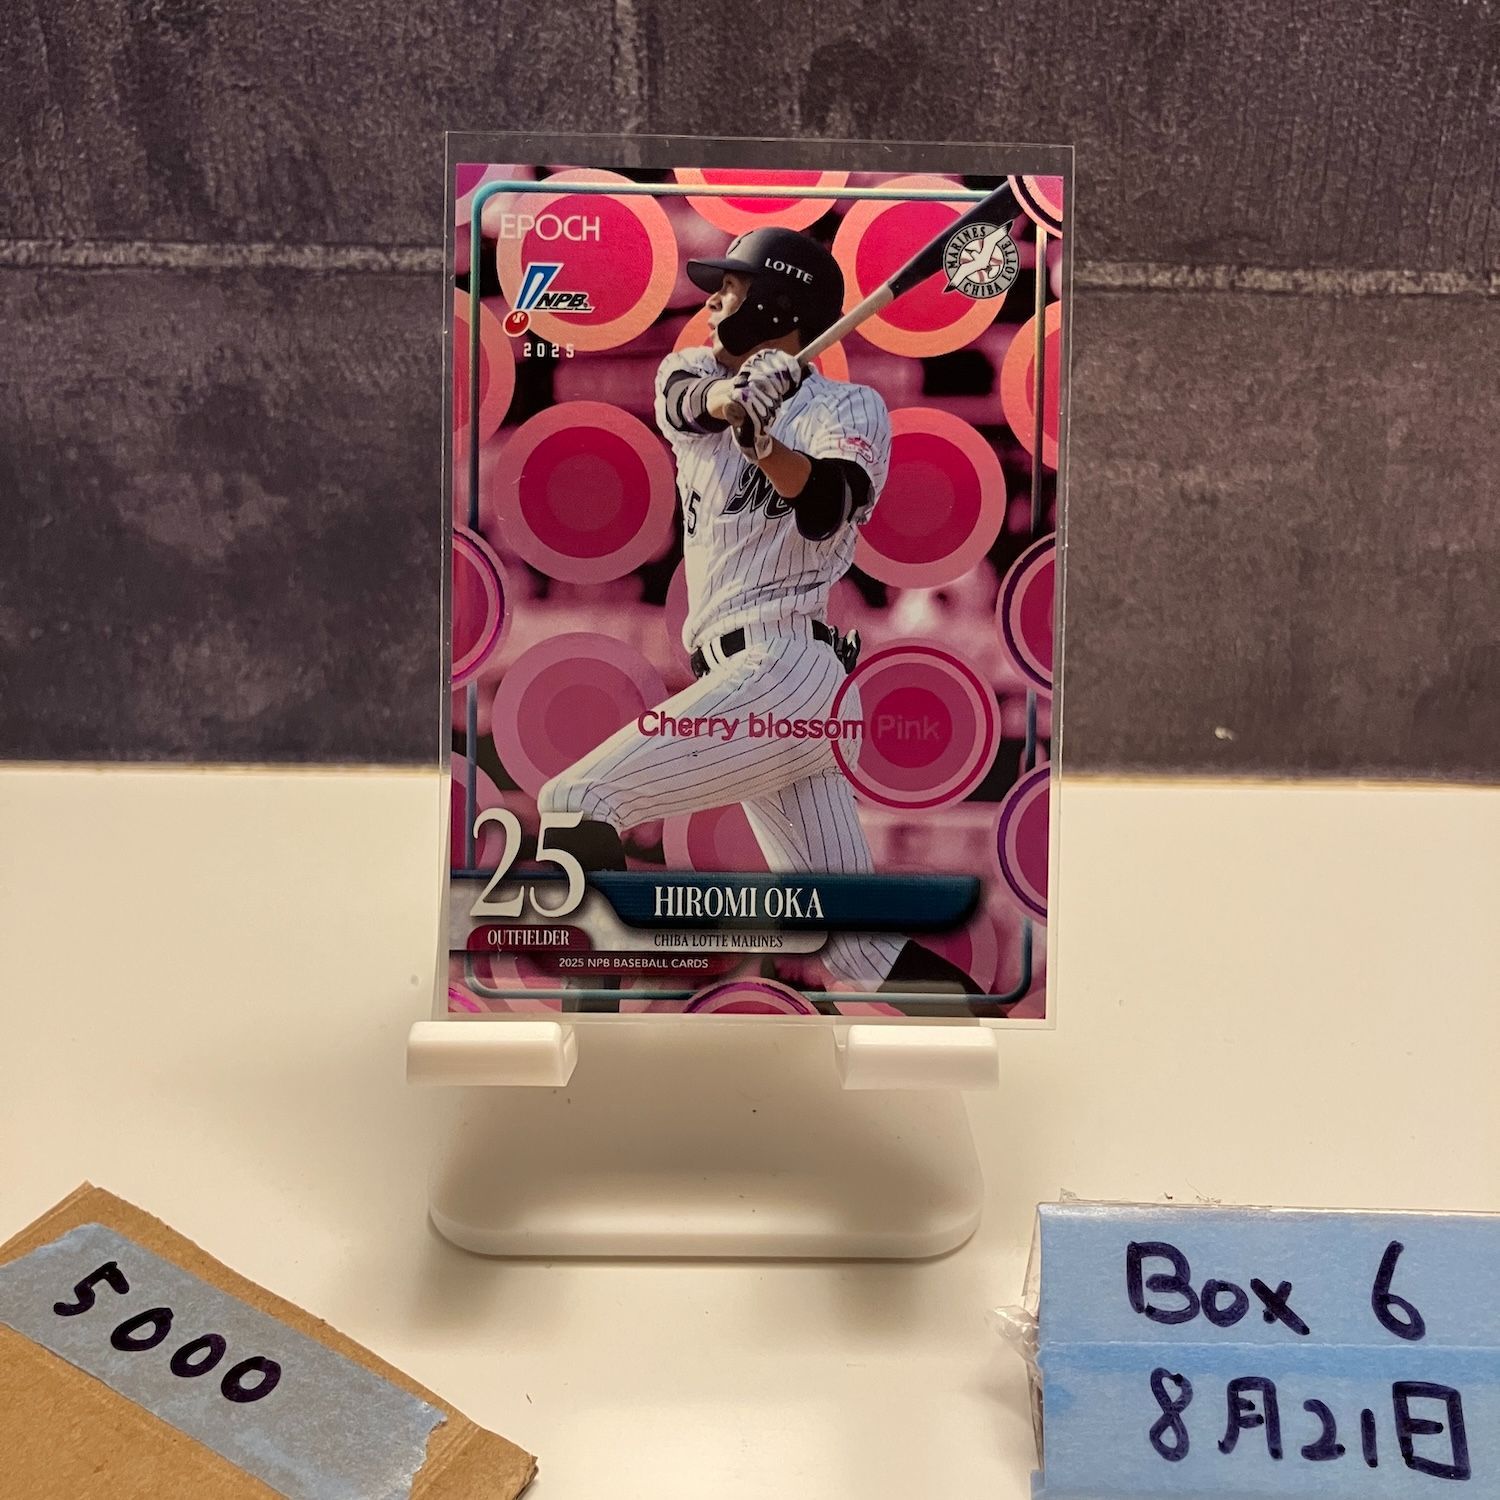 EPOCH
NPB
2025
LOTTE
MARINES
CHIBA LOTTE
M
25
Cherry blossom Pink
25
HIROMI OKA
OUTFIELDER
CHIBA LOTTE MARINES
2025 NPB BASEBALL CARDS
5000
Box 6
8月21日